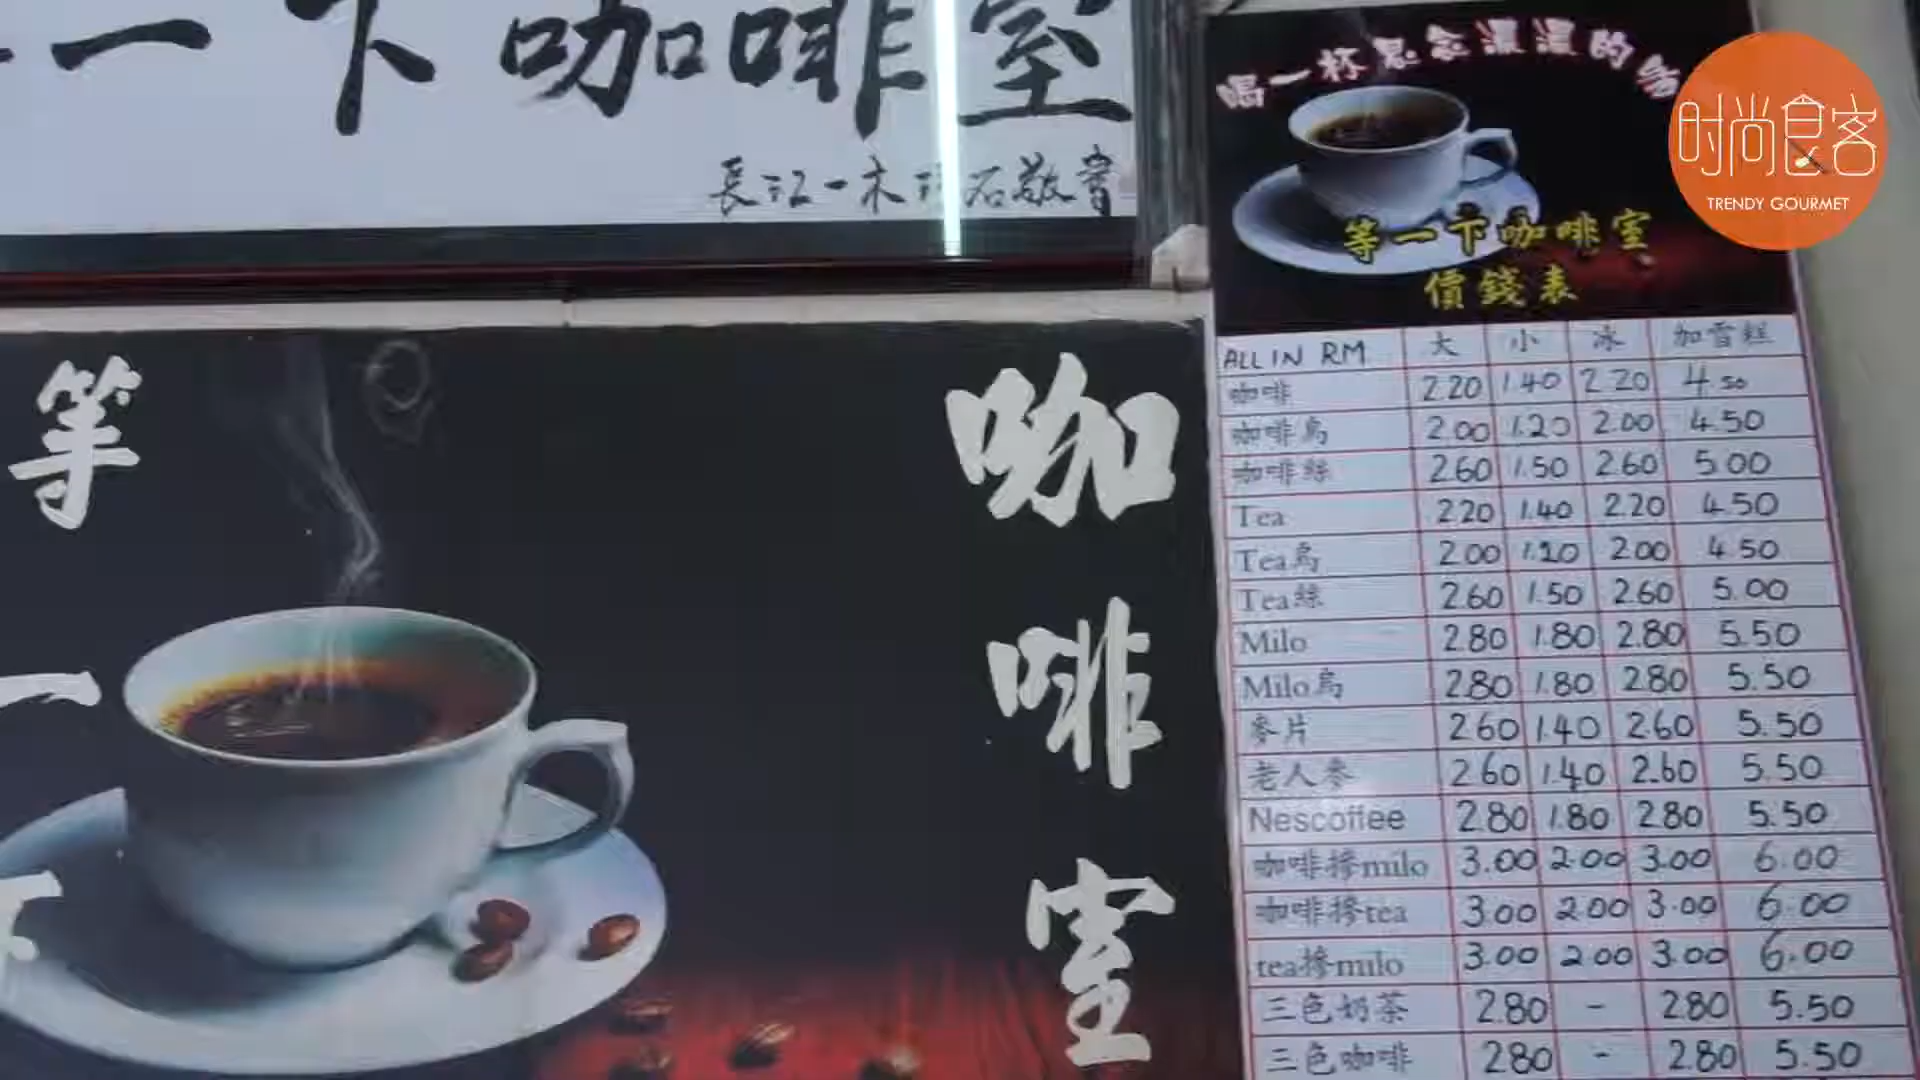 一下咖啡室
長江一木
等
一
下
咖
啡
室
喝一杯思念濃濃的咖
等一下咖啡室
價錢表
时尚食客
TRENDY GOURMET
ALL IN RM 大 小 冰 加雪糕
咖啡 2.20 1.40 2.20 4.50
咖啡烏 2.00 1.20 2.00 4.50
咖啡絲 2.60 1.50 2.60 5.00
Tea 2.20 1.40 2.20 4.50
Tea烏 2.00 1.20 2.00 4.50
Tea絲 2.60 1.50 2.60 5.00
Milo 2.80 1.80 2.80 5.50
Milo烏 2.80 1.80 2.80 5.50
麥片 2.60 1.40 2.60 5.50
老人參 2.60 1.40 2.60 5.50
Nescoffee 2.80 1.80 2.80 5.50
咖啡摻milo 3.00 2.00 3.00 6.00
咖啡摻tea 3.00 2.00 3.00 6.00
tea摻milo 3.00 2.00 3.00 6.00
三色奶茶 2.80 - 2.80 5.50
三色咖啡 2.80 - 2.80 5.50